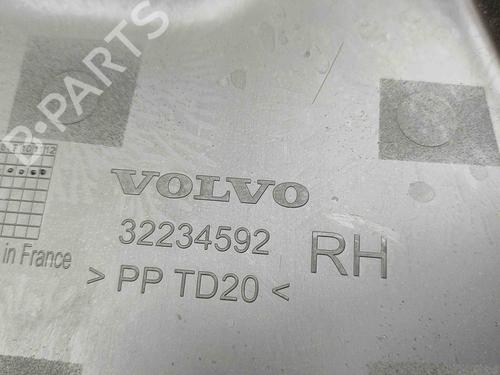 B-PARTS
VOLVO
32234592
RH
in France
> PP TD20 <